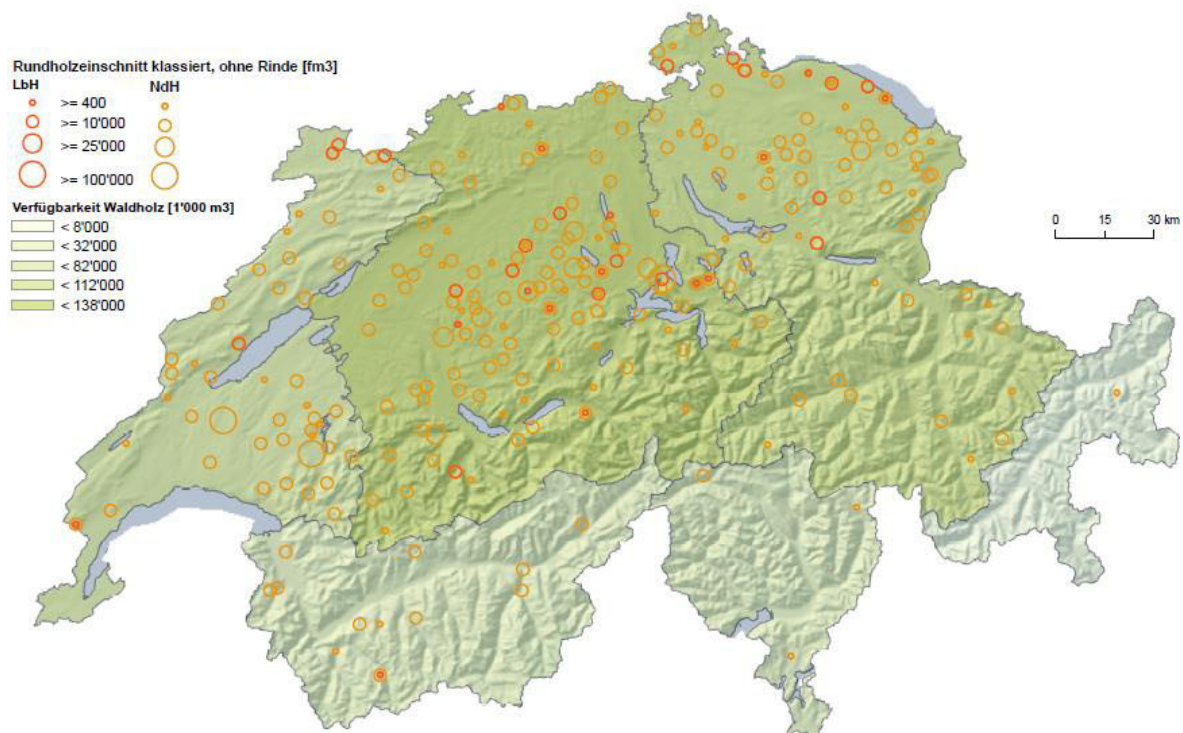 Rundholzeinschnitt klassiert, ohne Rinde [fm3]
LbH NdH
>= 400
>= 10'000
>= 25'000
>= 100'000
Verfügbarkeit Waldholz [1'000 m3]
< 8'000
< 32'000
< 82'000
< 112'000
< 138'000
0 15 30 km